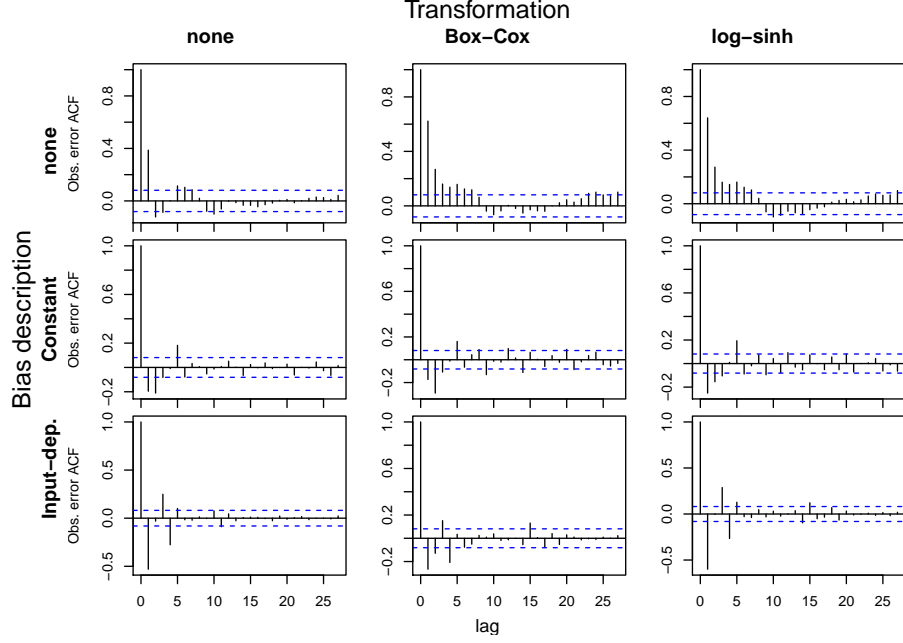 Transformation
none
Box−Cox
log−sinh
Bias description
none
Obs. error ACF
0.0
0.4
0.8
0.0
0.4
0.8
0.0
0.4
0.8
Constant
Obs. error ACF
−0.2
0.2
0.6
1.0
−0.2
0.2
0.6
1.0
−0.2
0.2
0.6
1.0
Input−dep.
Obs. error ACF
−0.5
0.0
0.5
1.0
−0.2
0.2
0.6
1.0
−0.5
0.0
0.5
1.0
0 5 10 15 20 25
0 5 10 15 20 25
0 5 10 15 20 25
lag